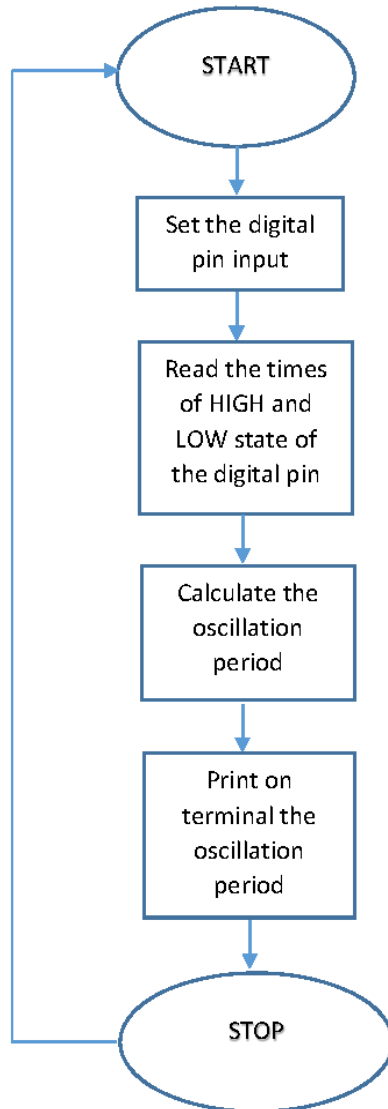 START
Set the digital
pin input
Read the times
of HIGH and
LOW state of
the digital pin
Calculate the
oscillation
period
Print on
terminal the
oscillation
period
STOP